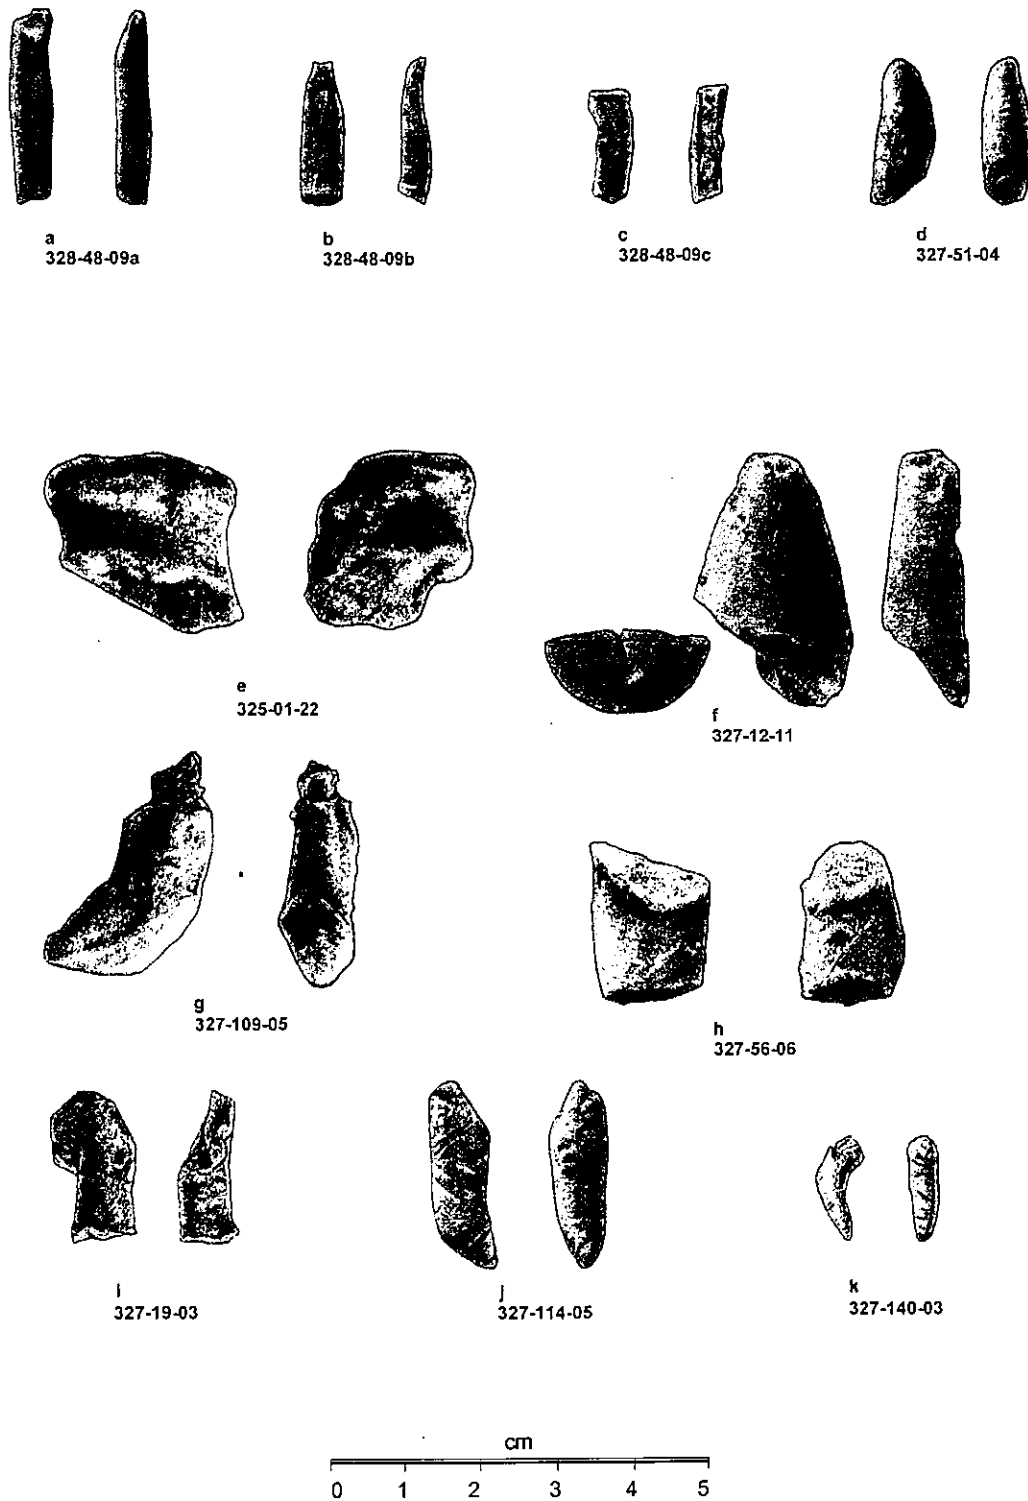 a
328-48-09a
b
328-48-09b
c
328-48-09c
d
327-51-04
e
325-01-22
f
327-12-11
g
327-109-05
h
327-56-06
i
327-19-03
j
327-114-05
k
327-140-03
cm
0 1 2 3 4 5